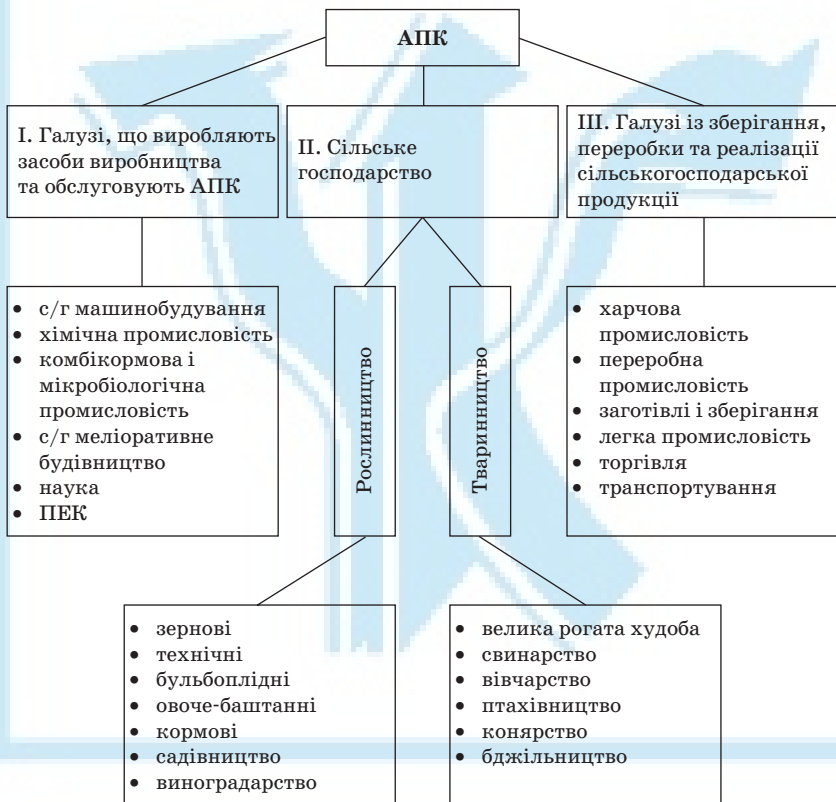 АПК
І. Галузі, що виробляють
засоби виробництва
та обслуговують АПК
ІІ. Сільське
господарство
ІІІ. Галузі із зберігання,
переробки та реалізації
сільськогосподарської
продукції
• с/г машинобудування
• хімічна промисловість
• комбікормова і
мікробіологічна
промисловість
• с/г меліоративне
будівництво
• наука
• ПЕК
Рослинництво
Тваринництво
• харчова
промисловість
• переробна
промисловість
• заготівлі і зберігання
• легка промисловість
• торгівля
• транспортування
• зернові
• технічні
• бульбоплідні
• овоче-баштанні
• кормові
• садівництво
• виноградарство
• велика рогата худоба
• свинарство
• вівчарство
• птахівництво
• конярство
• бджільництво